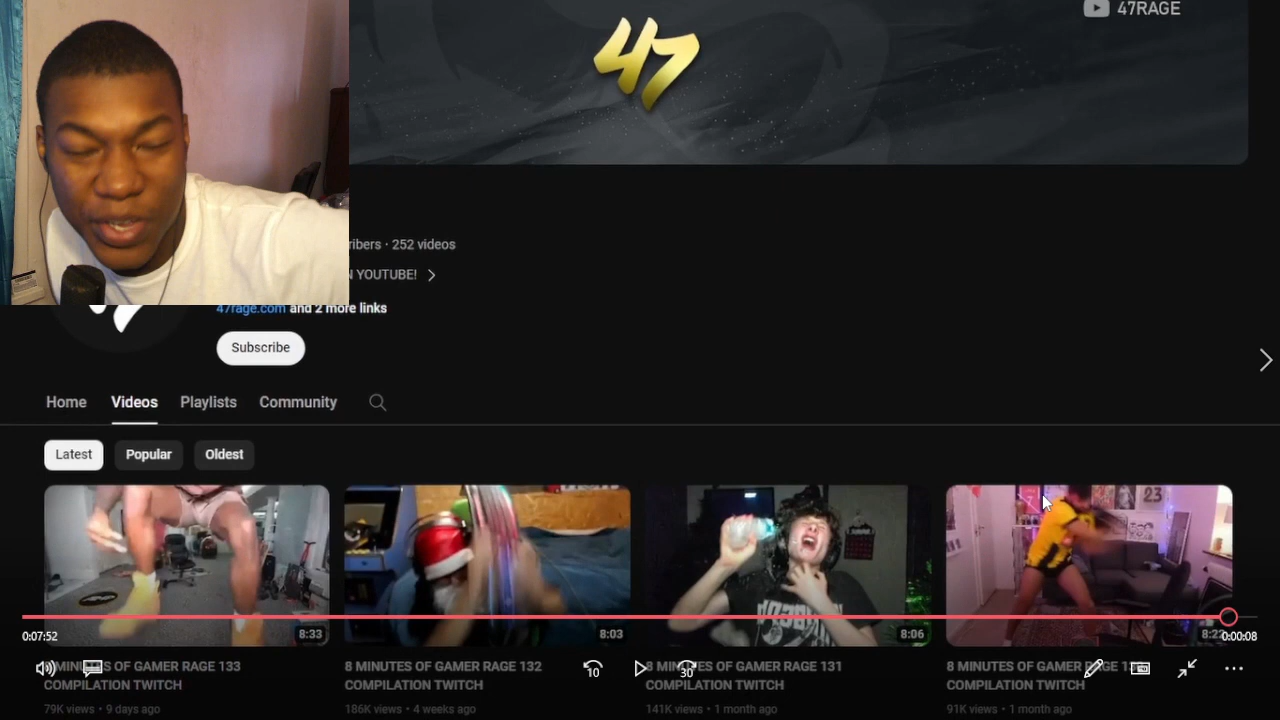 47RAGE
47
ribers · 252 videos
N YOUTUBE!
47rage.com and 2 more links
Subscribe
Home Videos Playlists Community
Latest Popular Oldest
23
8:33
8:03
8:06
0:07:52
0:00:08
MINUTES OF GAMER RAGE 133
COMPILATION TWITCH
79K views • 9 days ago
8 MINUTES OF GAMER RAGE 132
COMPILATION TWITCH
186K views • 4 weeks ago
10
30
8 MINUTES OF GAMER RAGE 131
COMPILATION TWITCH
141K views • 1 month ago
8 MINUTES OF GAMER RAGE
COMPILATION TWITCH
91K views • 1 month ago